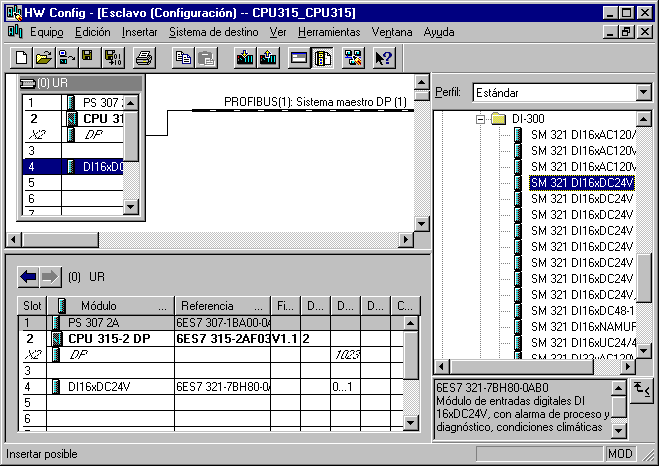 HW Config - [Esclavo (Configuración) -- CPU315_CPU315]
Equipo Edición Insertar Sistema de destino Ver Herramientas Ventana Ayuda
(0) UR
1 PS 307 2
2 CPU 31
X2 DP
3
4 DI16xDC
5
6
7
PROFIBUS(1): Sistema maestro DP (1)
Perfil: Estándar
DI-300
SM 321 DI16xAC120/
SM 321 DI16xAC120V
SM 321 DI16xAC120V
SM 321 DI16xDC24V
SM 321 DI16xDC24V
SM 321 DI16xDC24V
SM 321 DI16xDC24V
SM 321 DI16xDC24V
SM 321 DI16xDC24V
SM 321 DI16xDC24V
SM 321 DI16xDC24V
SM 321 DI16xDC48-1
SM 321 DI16xNAMUR
SM 321 DI16xUC24/4
SM 321 DI32xAC120V
(0) UR
Slot Módulo ... Referencia ... Fi... D... D... D... C...
1 PS 307 2A 6ES7 307-1BA00-0A
2 CPU 315-2 DP 6ES7 315-2AF03 V1.1 2
X2 DP 1023
3
4 DI16xDC24V 6ES7 321-7BH80-0A 0...1
5
6
6ES7 321-7BH80-0AB0
Módulo de entradas digitales DI
16xDC24V, con alarma de proceso y
diagnóstico, condiciones climáticas
Insertar posible
MOD